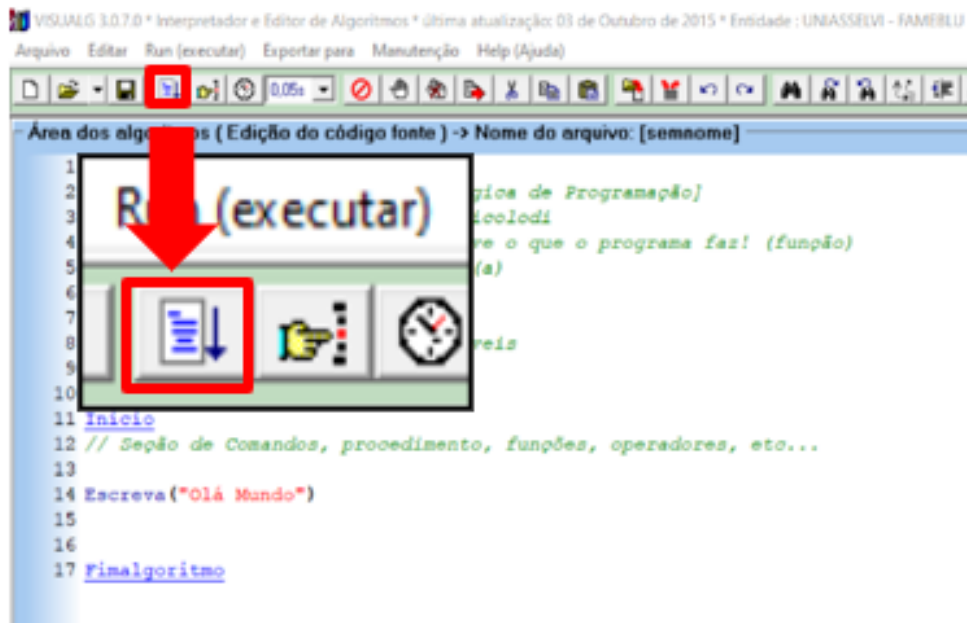 VISUALG 3.0.7.0 * Interpretador e Editor de Algoritmos * última atualização: 03 de Outubro de 2015 * Entidade : UNIASSELVI - FAMEBLU
Arquivo Editar Run (executar) Exportar para Manutenção Help (Ajuda)
0,05s
Área dos algo os ( Edição do código fonte ) -> Nome do arquivo: [semnome]
1
2 gica de Programação]
3 icolodi
4 ve o que o programa faz! (função)
5 (a)
6
7
8 veis
9
10
Run (executar)
11 Inicio
12 // Seção de Comandos, procedimento, funções, operadores, etc...
13
14 Escreva("Olá Mundo")
15
16
17 Fimalgoritmo